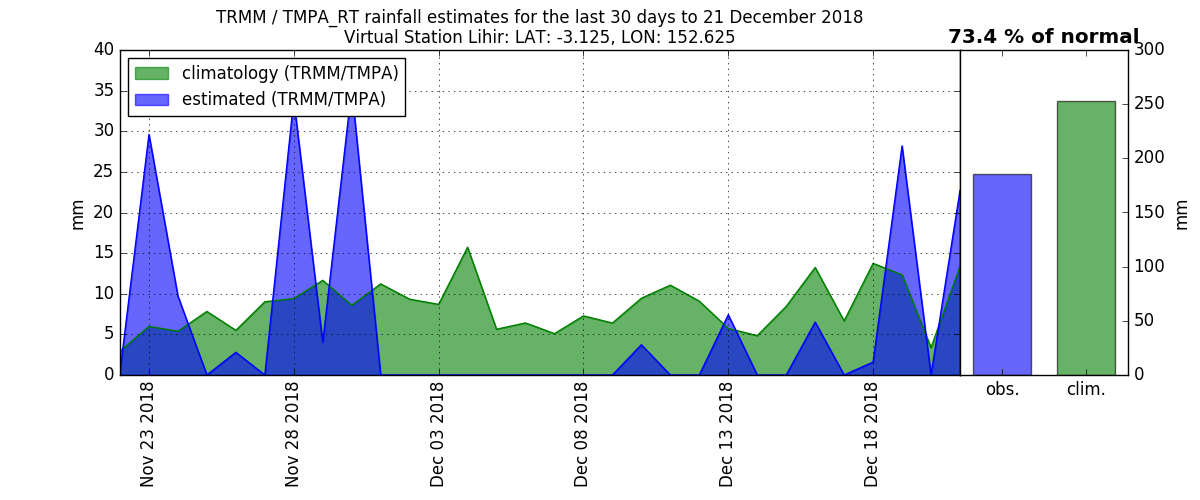 TRMM / TMPA_RT rainfall estimates for the last 30 days to 21 December 2018
Virtual Station Lihir: LAT: -3.125, LON: 152.625
73.4 % of normal
climatology (TRMM/TMPA)
estimated (TRMM/TMPA)
40
35
30
25
20
15
10
5
0
mm
Nov 23 2018
Nov 28 2018
Dec 03 2018
Dec 08 2018
Dec 13 2018
Dec 18 2018
300
250
200
150
100
50
0
mm
obs.
clim.